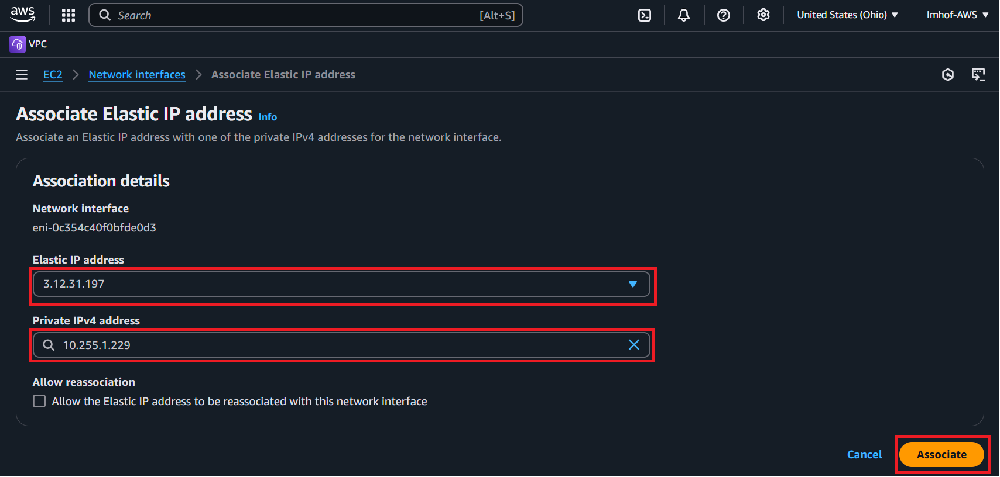 aws
Search [Alt+S] United States (Ohio) Imhof-AWS
VPC
EC2 Network interfaces Associate Elastic IP address
Associate Elastic IP address Info
Associate an Elastic IP address with one of the private IPv4 addresses for the network interface.
Association details
Network interface
eni-0c354c40f0bfde0d3
Elastic IP address
3.12.31.197
Private IPv4 address
10.255.1.229
Allow reassociation
Allow the Elastic IP address to be reassociated with this network interface
Cancel Associate